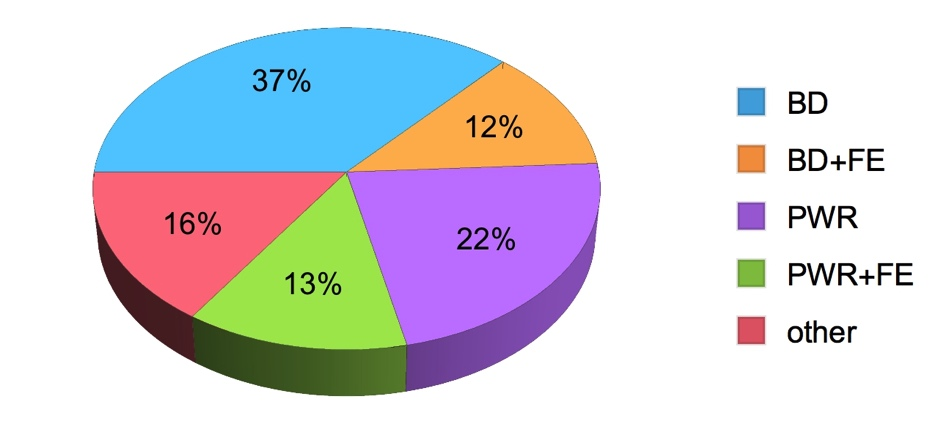 37%
12%
22%
13%
16%
BD
BD+FE
PWR
PWR+FE
other